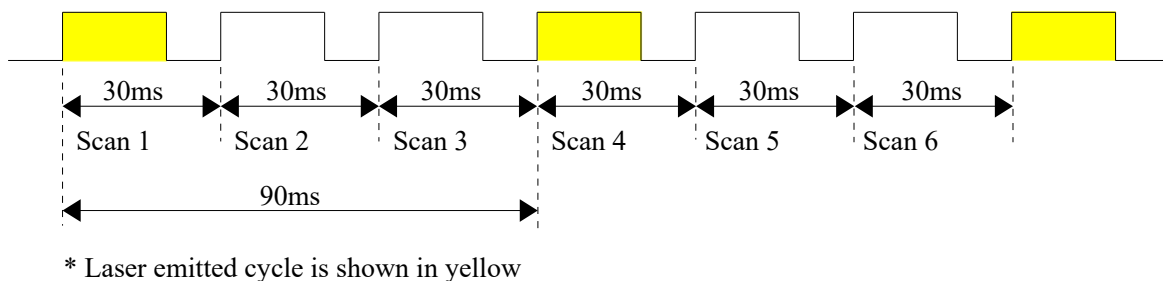 30ms 30ms 30ms 30ms 30ms 30ms
Scan 1 Scan 2 Scan 3 Scan 4 Scan 5 Scan 6
90ms
* Laser emitted cycle is shown in yellow